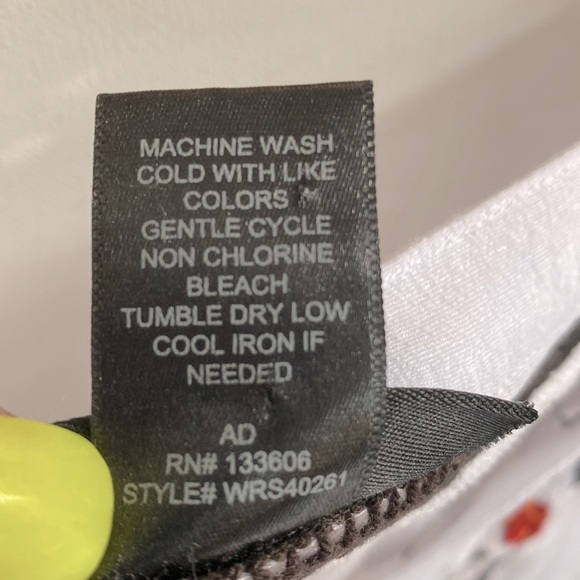 MACHINE WASH
COLD WITH LIKE
COLORS
GENTLE CYCLE
NON CHLORINE
BLEACH
TUMBLE DRY LOW
COOL IRON IF
NEEDED
AD
RN# 133606
STYLE# WRS40261